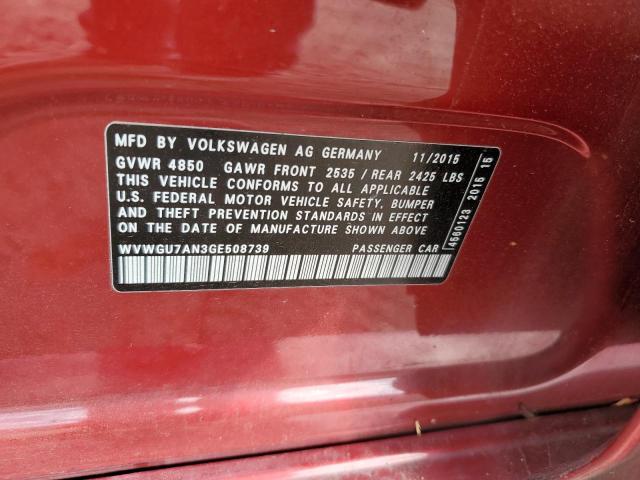 MFD BY VOLKSWAGEN AG GERMANY 11/2015
GVWR 4850 GAWR FRONT 2535 / REAR 2425 LBS
THIS VEHICLE CONFORMS TO ALL APPLICABLE
U.S. FEDERAL MOTOR VEHICLE SAFETY, BUMPER
AND THEFT PREVENTION STANDARDS IN EFFECT
ON THE DATE OF MANUFACTURE SHOWN ABOVE
WVWGU7AN3GE508739 PASSENGER CAR
4560123 2016 15